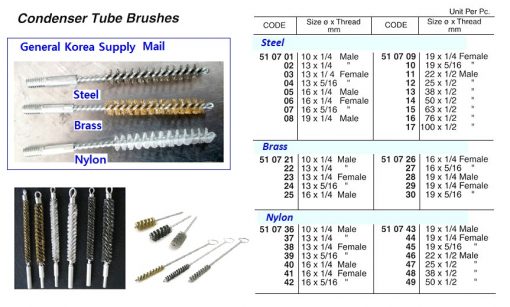 Condenser Tube Brushes
General Korea Supply Mail
Steel
Brass
Nylon
Unit Per Pc.
CODE Size ø x Thread mm CODE Size ø x Thread mm
Steel
51 07 01 10 x 1/4 Male 51 07 09 19 x 1/4 Female
02 13 x 1/4 " 10 19 x 5/16 "
03 13 x 1/4 Female 11 22 x 1/2 Male
04 13 x 5/16 " 12 25 x 1/2 "
05 16 x 1/4 Male 13 38 x 1/2 "
06 16 x 1/4 Female 14 50 x 1/2 "
07 16 x 5/16 " 15 63 x 1/2 "
08 19 x 1/4 Male 16 76 x 1/2 "
17 100 x 1/2 "
Brass
51 07 21 10 x 1/4 Male 51 07 26 16 x 1/4 Female
22 13 x 1/4 " 27 16 x 5/16 "
23 13 x 1/4 Female 28 19 x 1/4 Male
24 13 x 5/16 " 29 19 x 1/4 Female
25 16 x 1/4 Male 30 19 x 5/16 "
Nylon
51 07 36 10 x 1/4 Male 51 07 43 19 x 1/4 Male
37 13 x 1/4 " 44 19 x 1/4 Female
38 13 x 1/4 Female 45 19 x 5/16 "
39 13 x 5/16 " 46 22 x 1/2 Male
40 16 x 1/4 Male 47 25 x 1/2 "
41 16 x 1/4 Female 48 38 x 1/2 "
42 16 x 5/16 " 49 50 x 1/2 "